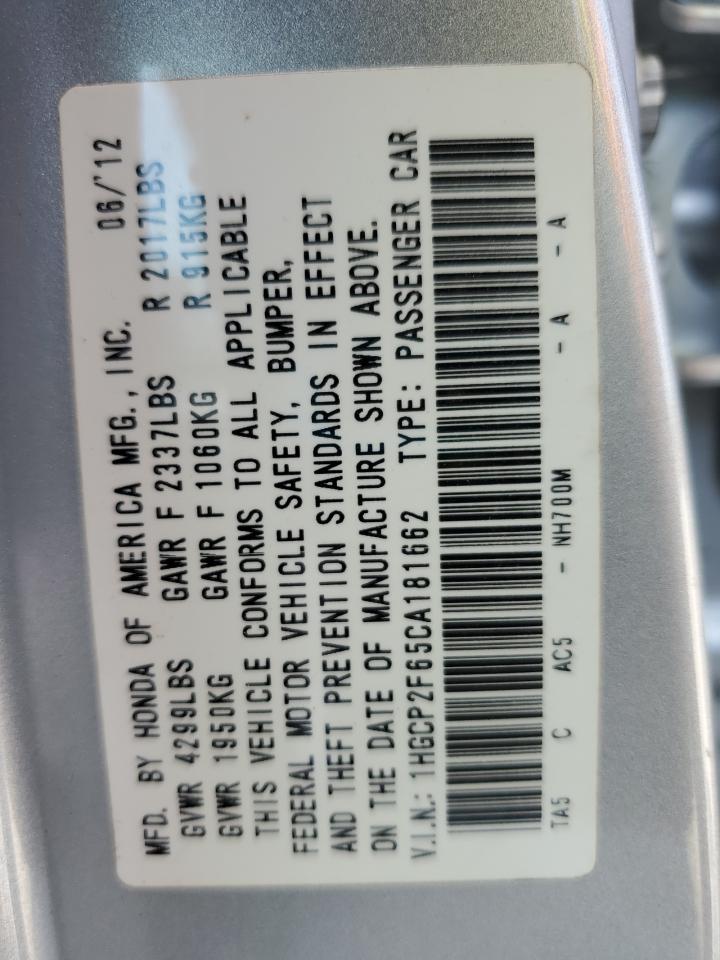 MFD. BY HONDA OF AMERICA MFG., INC. 06/'12
GVWR 4299LBS GAWR F 2337LBS R 2017LBS
GVWR 1950KG GAWR F 1060KG R 915KG
THIS VEHICLE CONFORMS TO ALL APPLICABLE
FEDERAL MOTOR VEHICLE SAFETY, BUMPER,
AND THEFT PREVENTION STANDARDS IN EFFECT
ON THE DATE OF MANUFACTURE SHOWN ABOVE.
V.I.N.: 1HGCP2F65CA181662 TYPE: PASSENGER CAR
TA5 C AC5 - NH700M - A - A